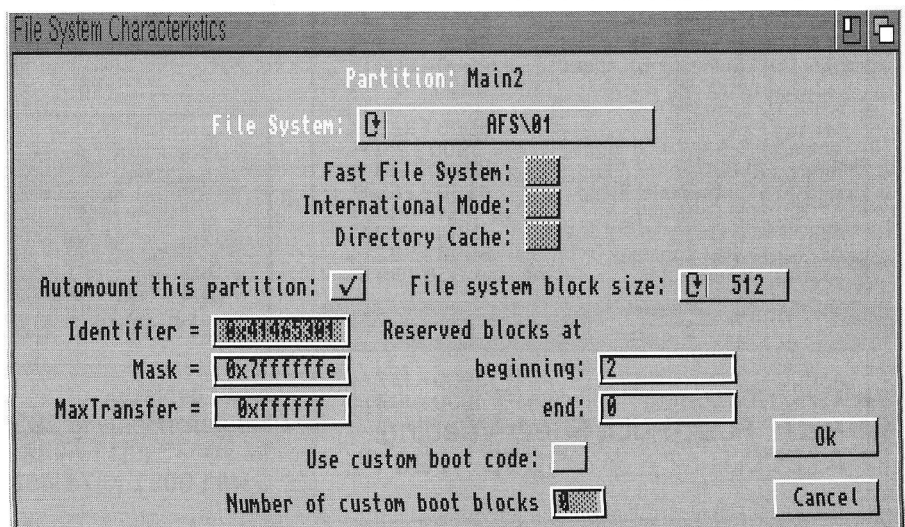 File System Characteristics
Partition: Main2
File System: AFS\01
Fast File System:
International Mode:
Directory Cache:
Automount this partition: ✓ File system block size: 512
Identifier = 0x41465301 Reserved blocks at
Mask = 0x7ffffffe beginning: 2
MaxTransfer = 0xffffff end: 0
Ok
Use custom boot code:
Number of custom boot blocks 0 Cancel